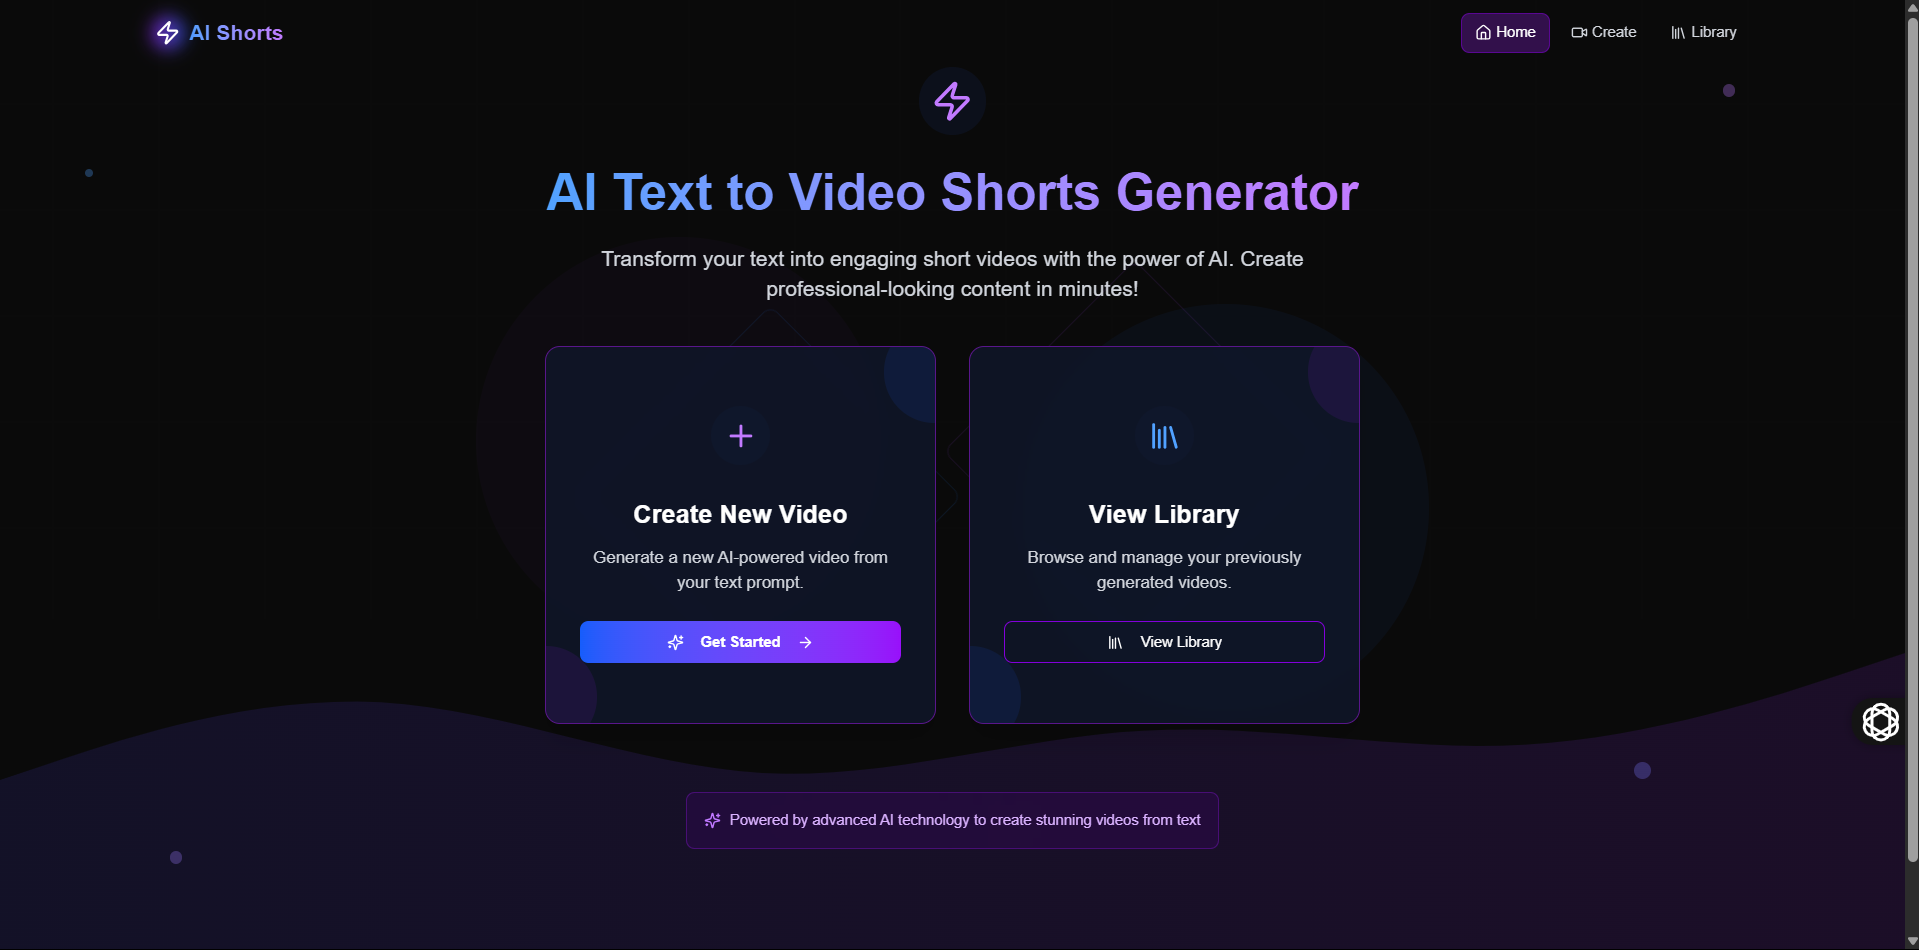 AI Shorts
Home
Create
Library
AI Text to Video Shorts Generator
Transform your text into engaging short videos with the power of AI. Create
professional-looking content in minutes!
Create New Video
Generate a new AI-powered video from
your text prompt.
Get Started
View Library
Browse and manage your previously
generated videos.
View Library
Powered by advanced AI technology to create stunning videos from text